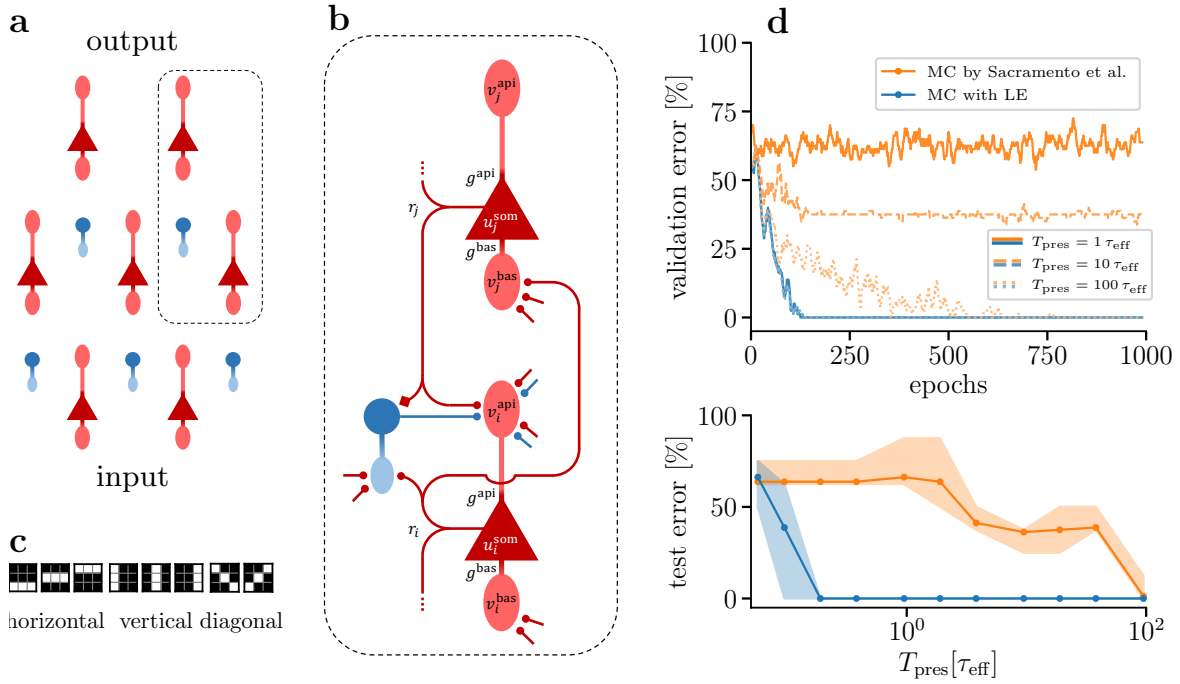 a
output
input
b
v_j^api
g^api
r_j
u_j^som
g^bas
v_j^bas
v_i^api
g^api
r_i
u_i^som
g^bas
v_i^bas
c
horizontal vertical diagonal
d
100
75
50
25
0
validation error [%]
MC by Sacramento et al.
MC with LE
T_pres = 1 τ_eff
T_pres = 10 τ_eff
T_pres = 100 τ_eff
0 250 500 750 1000
epochs
100
50
0
test error [%]
10^0 10^2
T_pres[τ_eff]